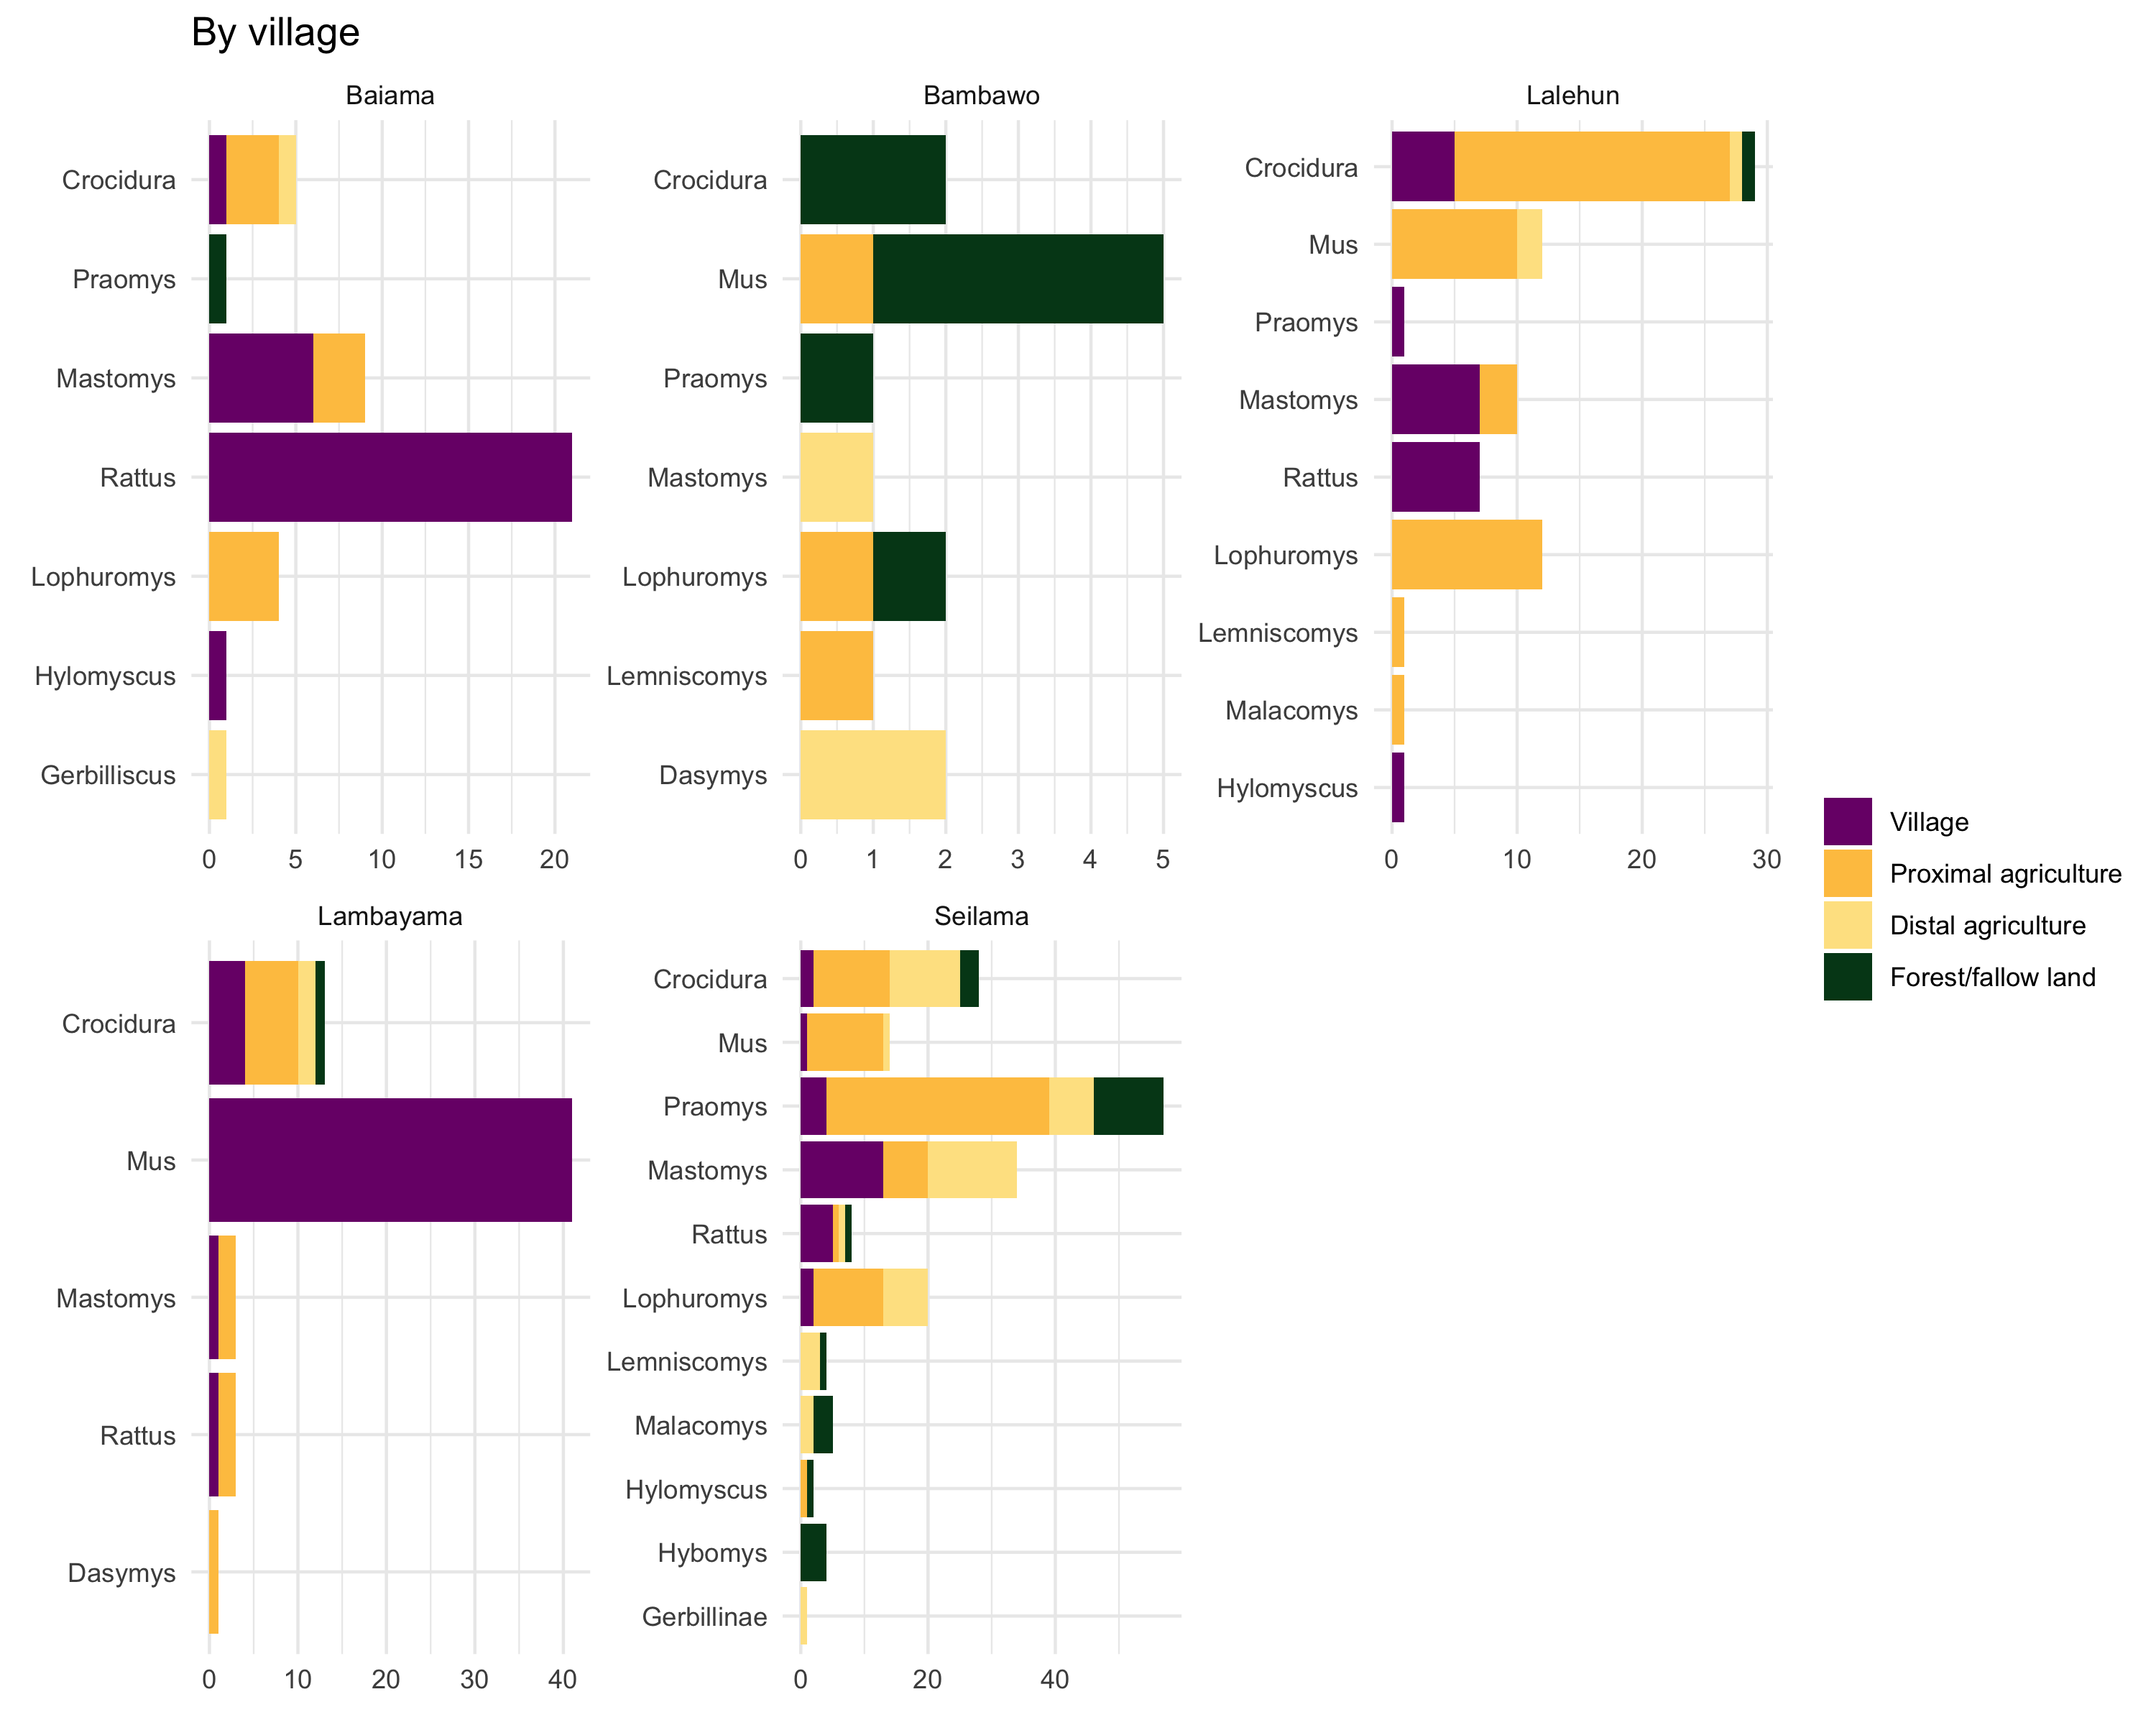 By village
Baiama
Crocidura
Praomys
Mastomys
Rattus
Lophuromys
Hylomyscus
Gerbilliscus
0 5 10 15 20
Bambawo
Crocidura
Mus
Praomys
Mastomys
Lophuromys
Lemniscomys
Dasymys
0 1 2 3 4 5
Lalehun
Crocidura
Mus
Praomys
Mastomys
Rattus
Lophuromys
Lemniscomys
Malacomys
Hylomyscus
0 10 20 30
Lambayama
Crocidura
Mus
Mastomys
Rattus
Dasymys
0 10 20 30 40
Seilama
Crocidura
Mus
Praomys
Mastomys
Rattus
Lophuromys
Lemniscomys
Malacomys
Hylomyscus
Hybomys
Gerbillinae
0 20 40
Village
Proximal agriculture
Distal agriculture
Forest/fallow land